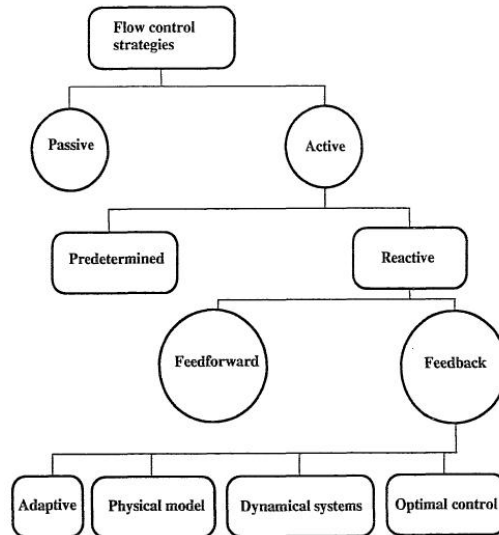 Flow control
strategies
Passive
Active
Predetermined
Reactive
Feedforward
Feedback
Adaptive
Physical model
Dynamical systems
Optimal control